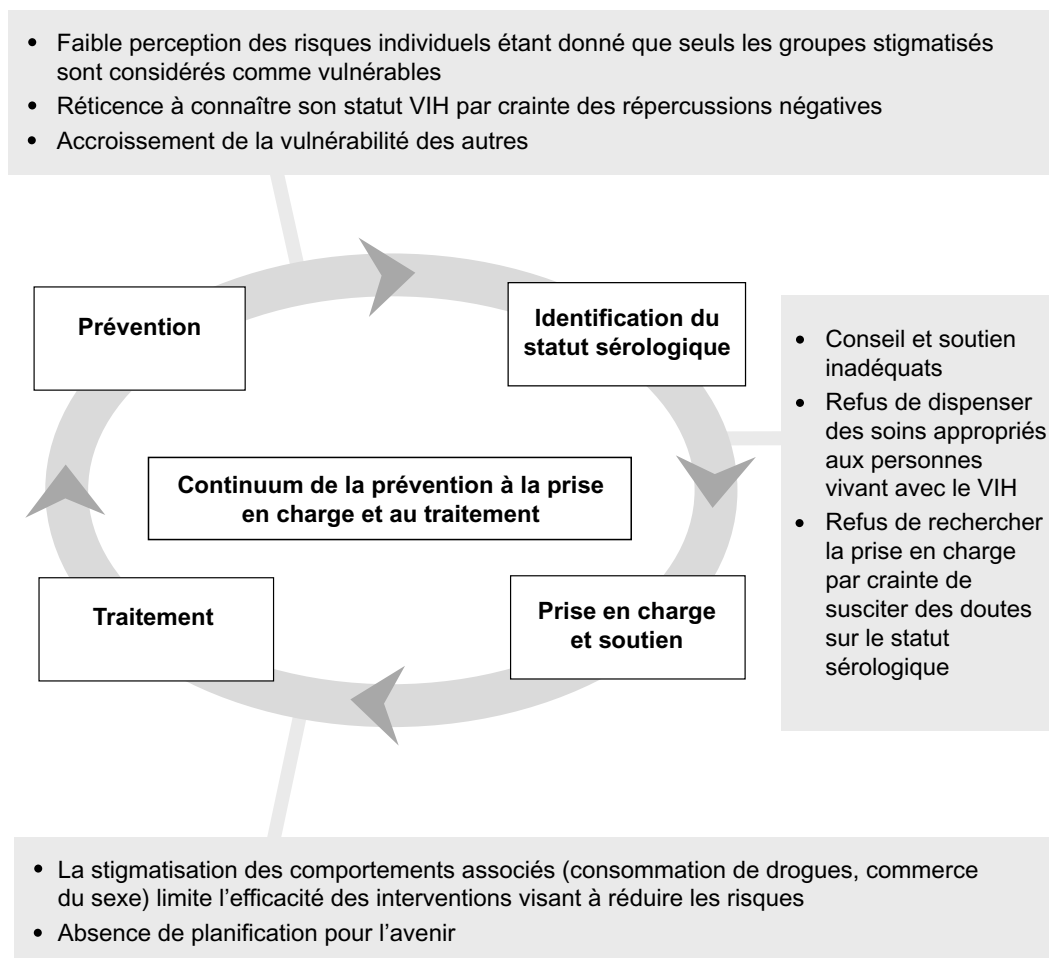 • Faible perception des risques individuels étant donné que seuls les groupes stigmatisés
sont considérés comme vulnérables
• Réticence à connaître son statut VIH par crainte des répercussions négatives
• Accroissement de la vulnérabilité des autres
Prévention
Identification du
statut sérologique
• Conseil et soutien
inadéquats
• Refus de dispenser
des soins appropriés
aux personnes
vivant avec le VIH
• Refus de rechercher
la prise en charge
par crainte de
susciter des doutes
sur le statut
sérologique
Continuum de la prévention à la prise
en charge et au traitement
Traitement
Prise en charge
et soutien
• La stigmatisation des comportements associés (consommation de drogues, commerce
du sexe) limite l’efficacité des interventions visant à réduire les risques
• Absence de planification pour l’avenir